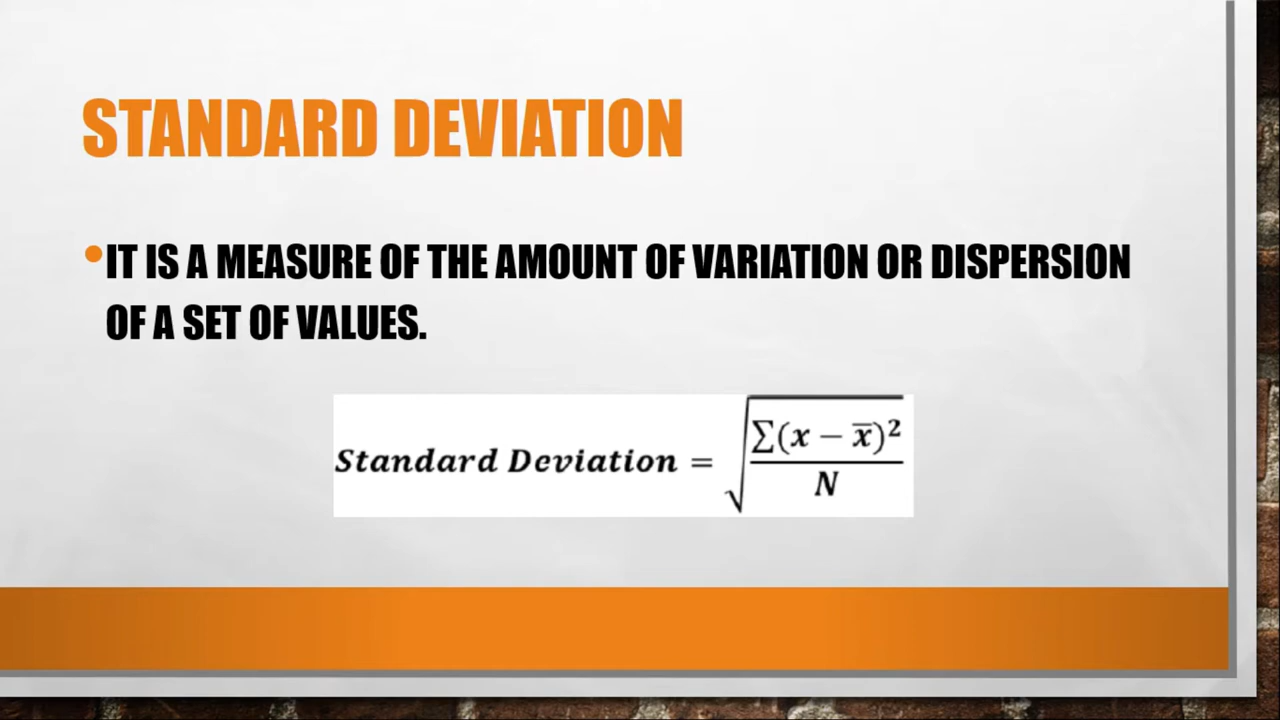 STANDARD DEVIATION
•IT IS A MEASURE OF THE AMOUNT OF VARIATION OR DISPERSION
OF A SET OF VALUES.
Standard Deviation = √(∑(x − x̅)²/N)